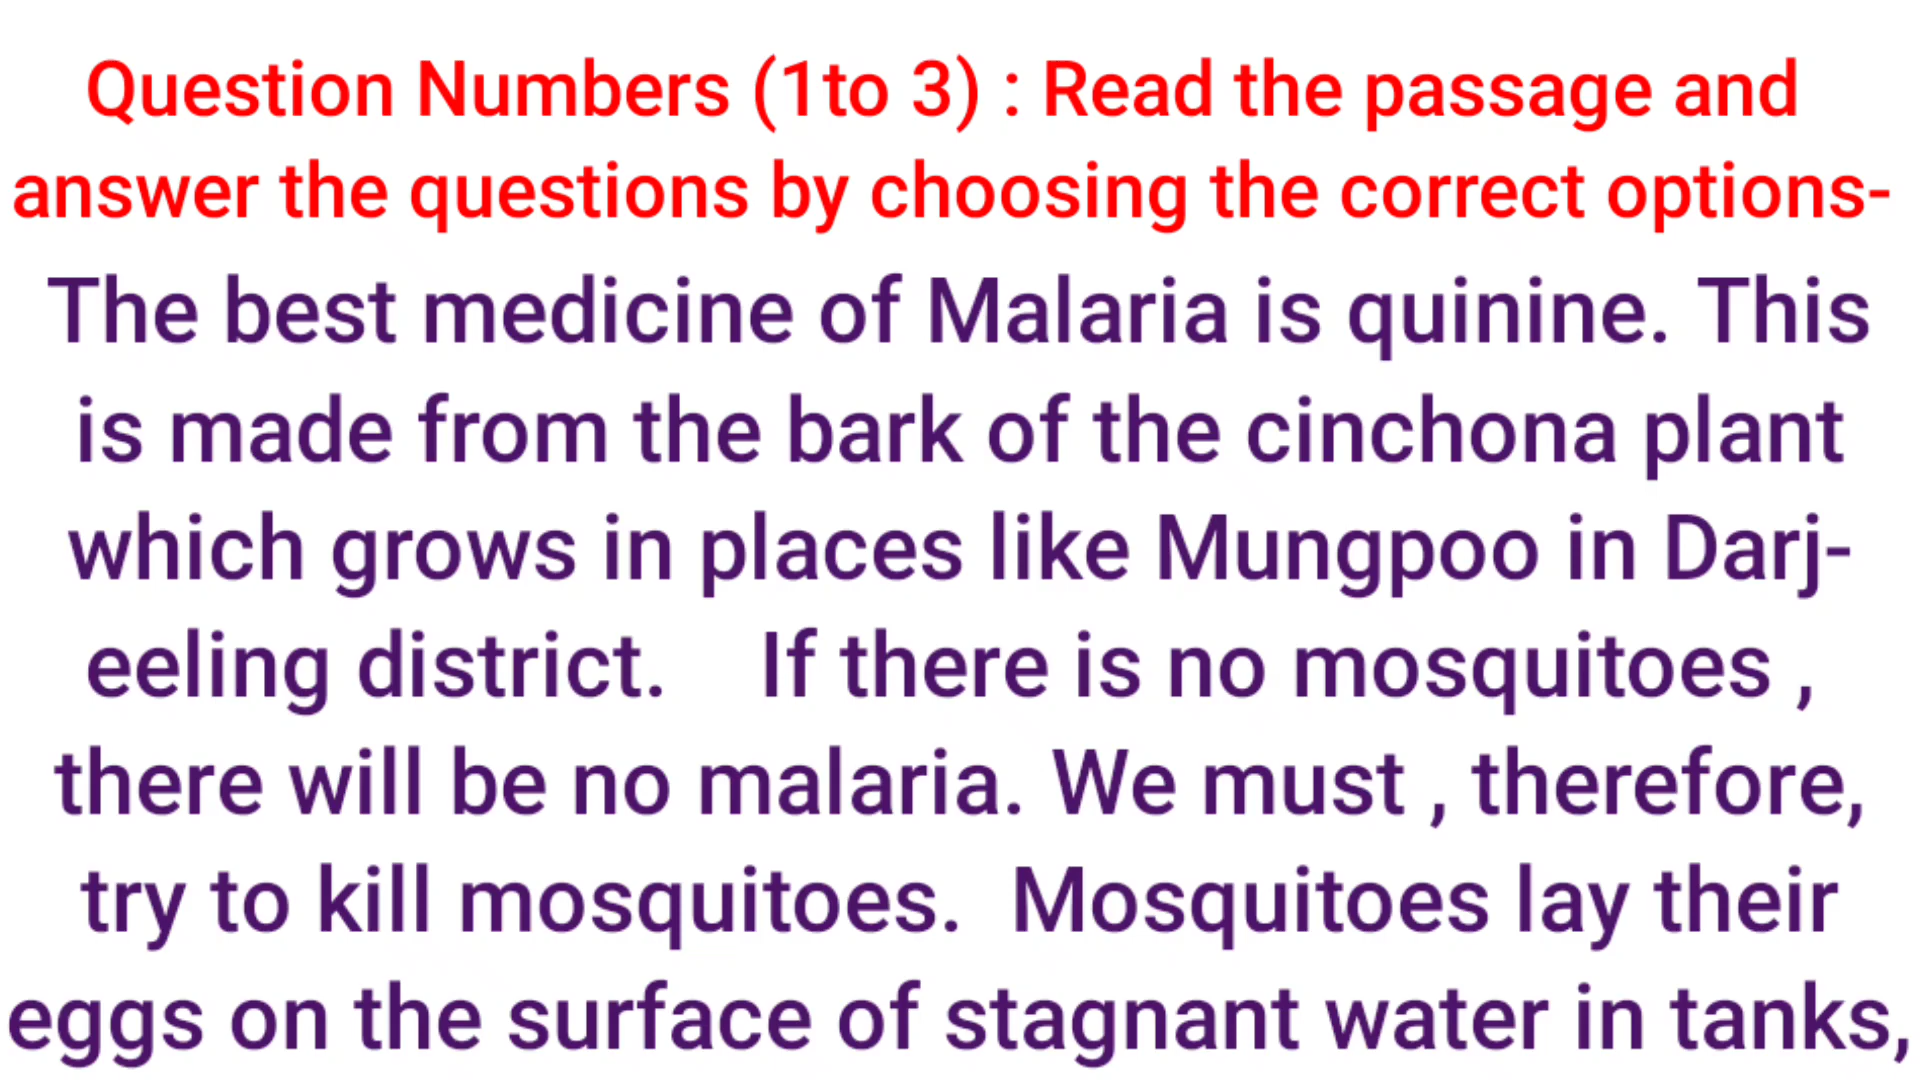 Question Numbers (1to 3) : Read the passage and
answer the questions by choosing the correct options-
The best medicine of Malaria is quinine. This
is made from the bark of the cinchona plant
which grows in places like Mungpoo in Darj-
eeling district. If there is no mosquitoes ,
there will be no malaria. We must , therefore,
try to kill mosquitoes. Mosquitoes lay their
eggs on the surface of stagnant water in tanks,